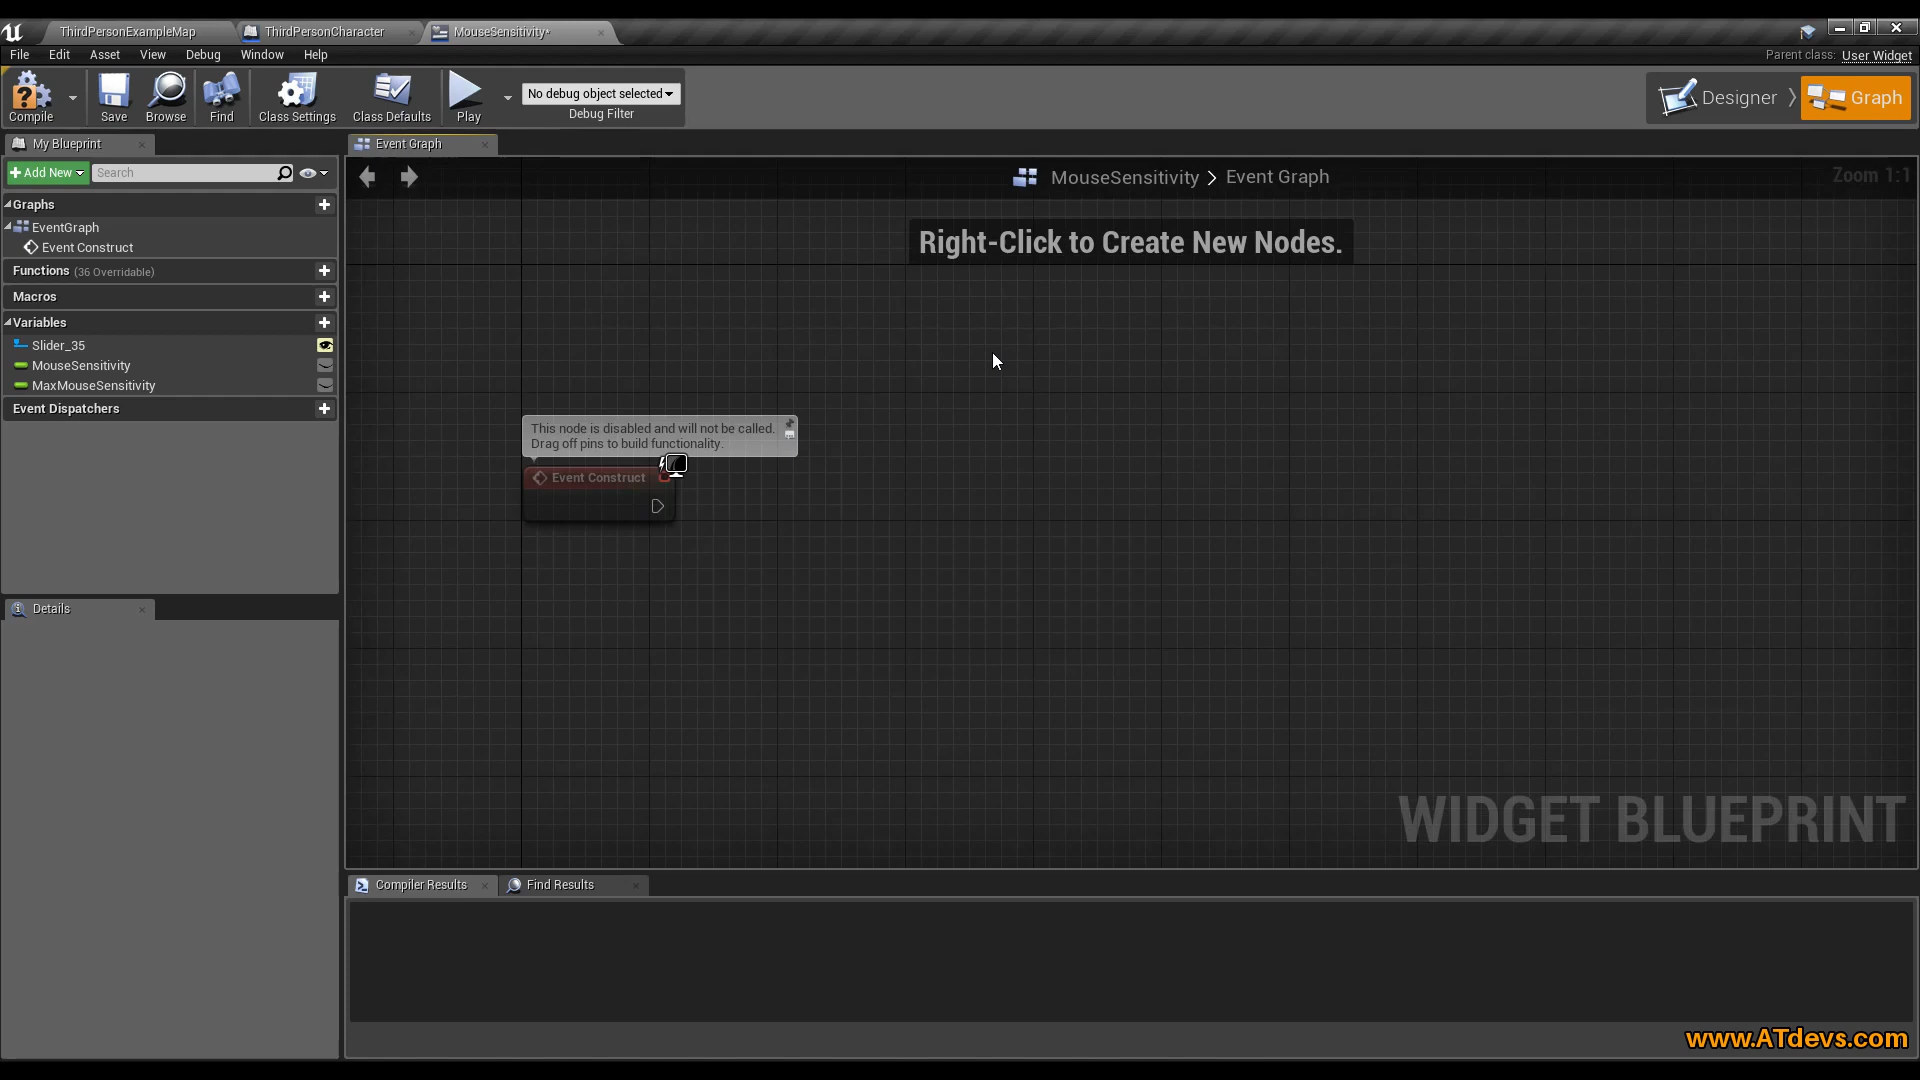 ThirdPersonExampleMap
ThirdPersonCharacter
MouseSensitivity*
File Edit Asset View Debug Window Help
Parent class: User Widget
Compile
Save
Browse
Find
Class Settings
Class Defaults
Play
No debug object selected
Debug Filter
Designer
Graph
My Blueprint
Event Graph
Add New
Search
MouseSensitivity > Event Graph
Zoom 1:1
Graphs
EventGraph
Event Construct
Functions (36 Overridable)
Macros
Variables
Slider_35
MouseSensitivity
MaxMouseSensitivity
Event Dispatchers
Right-Click to Create New Nodes.
This node is disabled and will not be called.
Drag off pins to build functionality.
Event Construct
Details
WIDGET BLUEPRINT
Compiler Results
Find Results
www.ATdevs.com